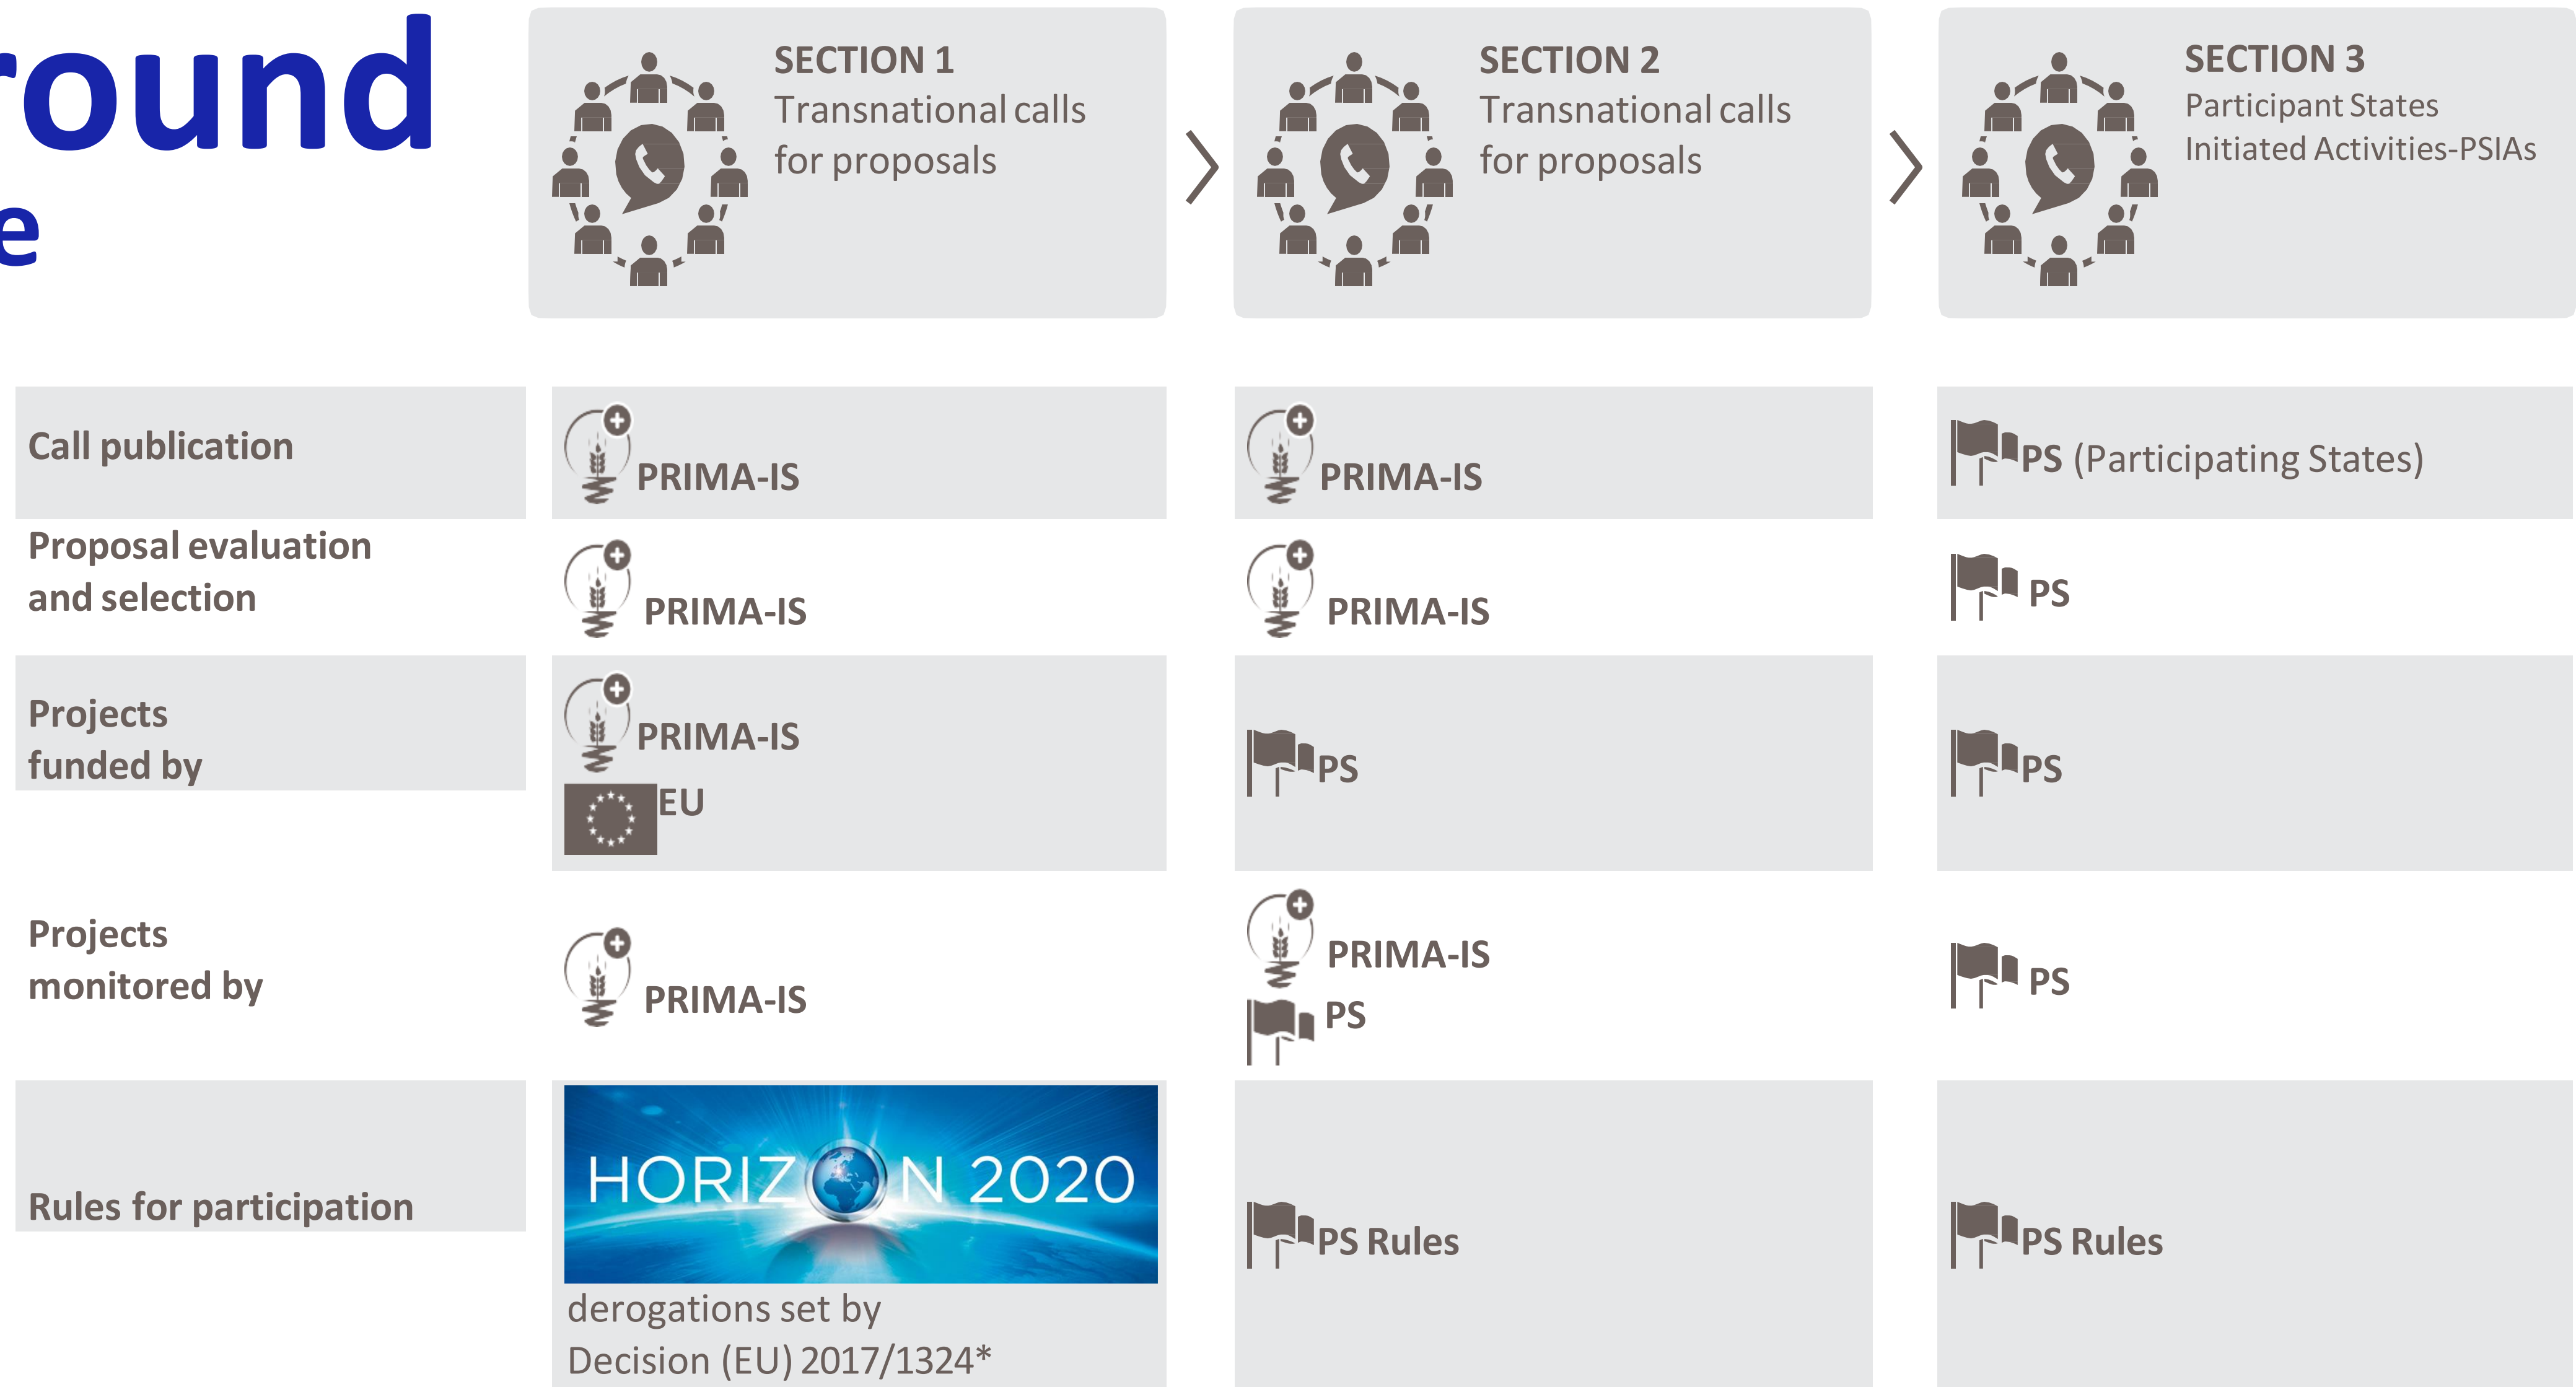 round
e
SECTION 1
Transnational calls
for proposals
SECTION 2
Transnational calls
for proposals
SECTION 3
Participant States
Initiated Activities-PSIAs
Call publication
PRIMA-IS
PRIMA-IS
PS (Participating States)
Proposal evaluation
and selection
PRIMA-IS
PRIMA-IS
PS
Projects
funded by
PRIMA-IS
EU
PS
PS
Projects
monitored by
PRIMA-IS
PRIMA-IS
PS
PS
Rules for participation
HORIZON 2020
derogations set by
Decision (EU) 2017/1324*
PS Rules
PS Rules